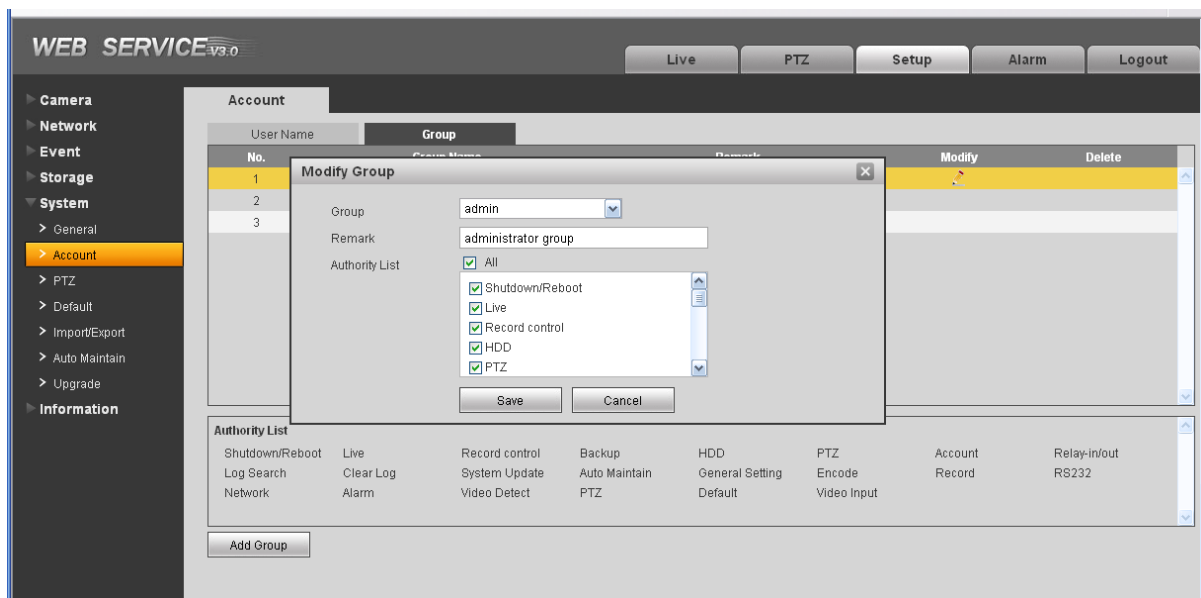 WEB SERVICE V3.0
Live PTZ Setup Alarm Logout
Camera
Network
Event
Storage
System
General
Account
PTZ
Default
Import/Export
Auto Maintain
Upgrade
Information
Account
User Name Group
No. Group Name Remark Modify Delete
1
2
3
Modify Group
Group admin
Remark administrator group
Authority List All
Shutdown/Reboot
Live
Record control
HDD
PTZ
Save Cancel
Authority List
Shutdown/Reboot Live Record control Backup HDD PTZ Account Relay-in/out
Log Search Clear Log System Update Auto Maintain General Setting Encode Record RS232
Network Alarm Video Detect PTZ Default Video Input
Add Group